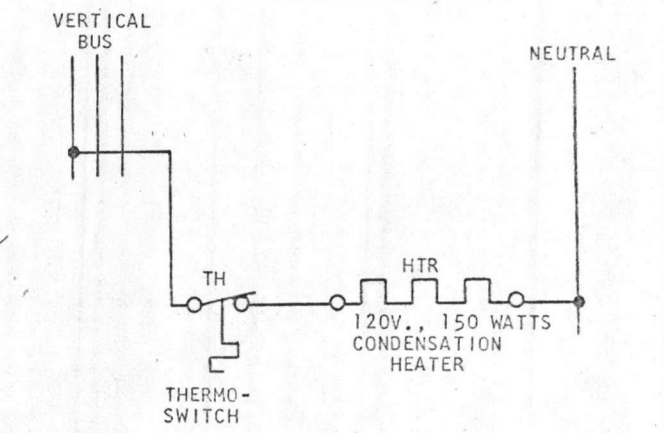 VERTICAL
BUS
NEUTRAL
TH
HTR
120V., 150 WATTS
CONDENSATION
HEATER
THERMO-
SWITCH